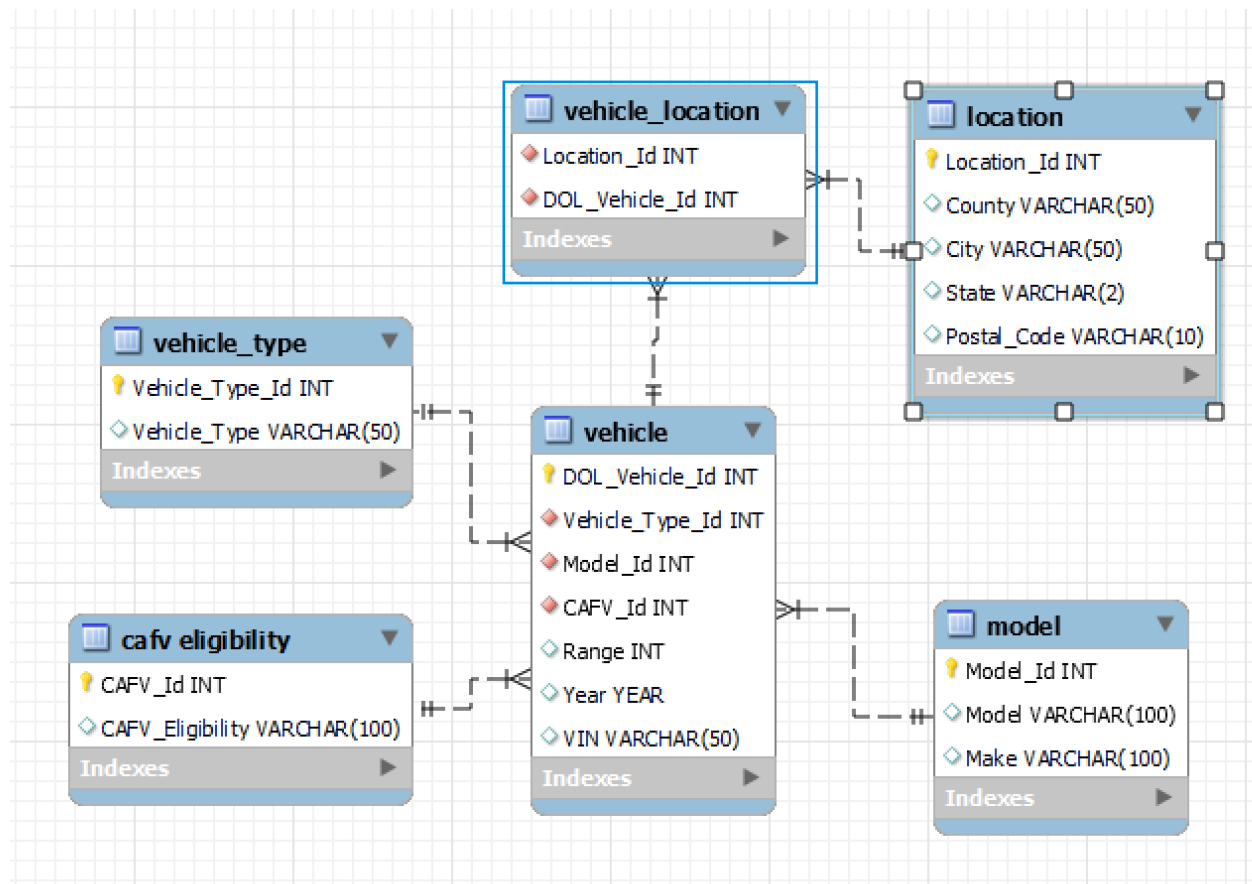 vehicle_location
Location_Id INT
DOL_Vehicle_Id INT
Indexes
location
Location_Id INT
County VARCHAR(50)
City VARCHAR(50)
State VARCHAR(2)
Postal_Code VARCHAR(10)
Indexes
vehicle_type
Vehicle_Type_Id INT
Vehicle_Type VARCHAR(50)
Indexes
vehicle
DOL_Vehicle_Id INT
Vehicle_Type_Id INT
Model_Id INT
CAFV_Id INT
Range INT
Year YEAR
VIN VARCHAR(50)
Indexes
cafv eligibility
CAFV_Id INT
CAFV_Eligibility VARCHAR(100)
Indexes
model
Model_Id INT
Model VARCHAR(100)
Make VARCHAR(100)
Indexes